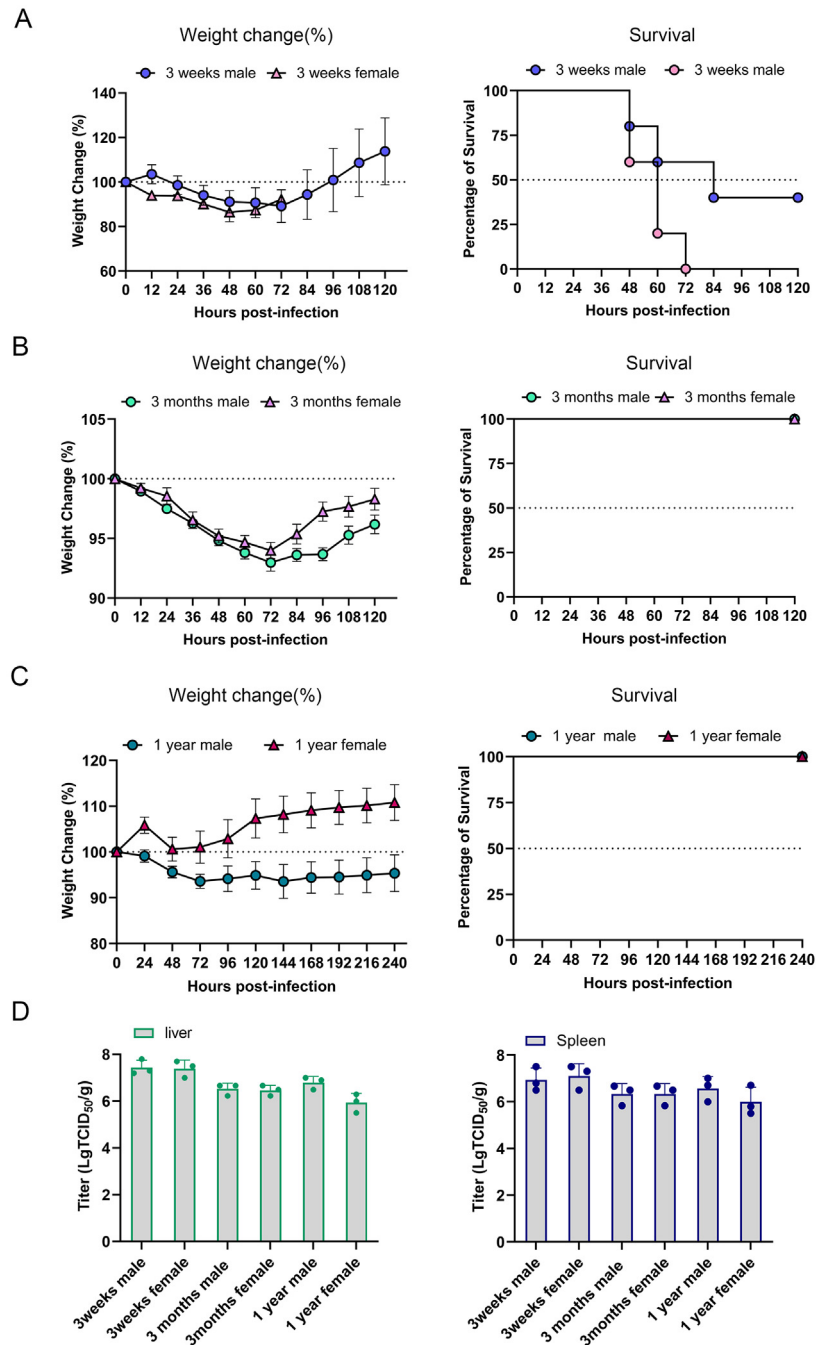 A
Weight change(%)
3 weeks male
3 weeks female
Weight Change (%)
140
120
100
80
60
0 12 24 36 48 60 72 84 96 108 120
Hours post-infection
Survival
3 weeks male
3 weeks male
Percentage of Survival
100
75
50
25
0
0 12 24 36 48 60 72 84 96 108 120
Hours post-infection
B
Weight change(%)
3 months male
3 months female
Weight Change (%)
105
100
95
90
0 12 24 36 48 60 72 84 96 108 120
Hours post-infection
Survival
3 months male
3 months female
Percentage of Survival
100
75
50
25
0
0 12 24 36 48 60 72 84 96 108 120
Hours post-infection
C
Weight change(%)
1 year male
1 year female
Weight Change (%)
120
110
100
90
80
0 24 48 72 96 120 144 168 192 216 240
Hours post-infection
Survival
1 year male
1 year female
Percentage of Survival
100
75
50
25
0
0 24 48 72 96 120 144 168 192 216 240
Hours post-infection
D
liver
Titer (LgTCID50/g)
8
6
4
2
0
3weeks male
3weeks female
3 months male
3months female
1 year male
1 year female
Spleen
Titer (LgTCID50/g)
8
6
4
2
0
3weeks male
3weeks female
3 months male
3months female
1 year male
1 year female